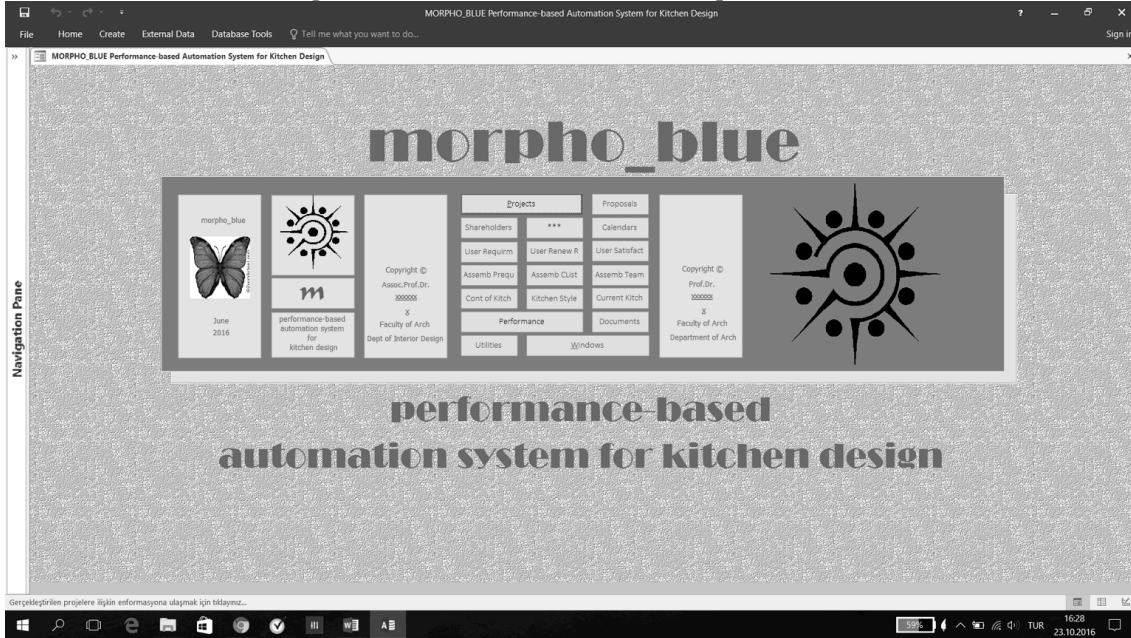 MORPHO_BLUE Performance-based Automation System for Kitchen Design
File Home Create External Data Database Tools Tell me what you want to do...
Sign in
MORPHO_BLUE Performance-based Automation System for Kitchen Design
Navigation Pane
morpho_blue
morpho_blue
June
2016
m
performance-based
automation system
for
kitchen design
Copyright ©
Assoc.Prof.Dr.
xxxxxx
x
Faculty of Arch
Dept of Interior Design
Projects Proposals
Shareholders *** Calendars
User Requirm User Renew R User Satisfact
Assemb Prequ Assemb CList Assemb Team
Cont of Kitch Kitchen Style Current Kitch
Performance Documents
Utilities Windows
Copyright ©
Prof.Dr.
xxxxxx
x
Faculty of Arch
Department of Arch
performance-based
automation system for kitchen design
Gerçekleştirilen projelere ilişkin enformasyona ulaşmak için tıklayınız...
59%
TUR
16:28
23.10.2016